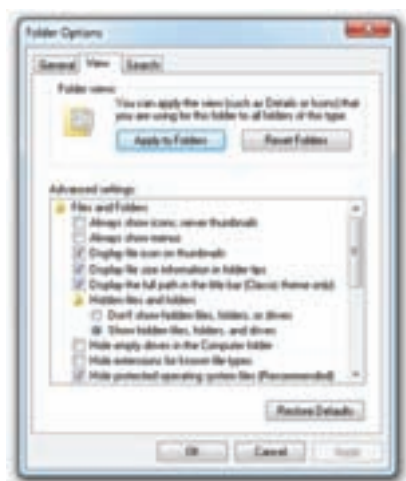 Folder Options
General View Search
Folder views
You can apply the view (such as Details or Icons) that
you are using for this folder to all folders of this type.
Apply to Folders Reset Folders
Advanced settings:
Files and Folders
Always show icons, never thumbnails
Always show menus
Display file icon on thumbnails
Display file size information in folder tips
Display the full path in the title bar (Classic theme only)
Hidden files and folders
Don't show hidden files, folders, or drives
Show hidden files, folders, and drives
Hide empty drives in the Computer folder
Hide extensions for known file types
Hide protected operating system files (Recommended)
Restore Defaults
OK Cancel Apply